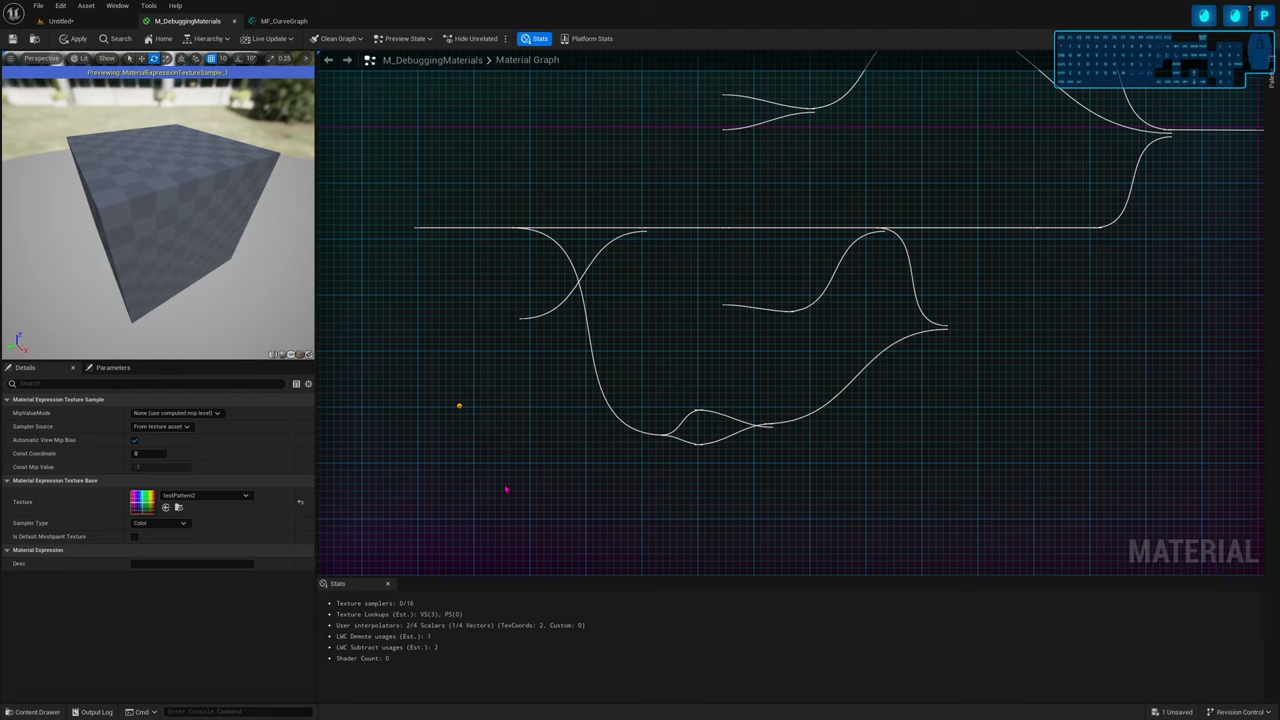 File Edit Asset Window Tools Help
Untitled* M_DebuggingMaterials MF_CurveGraph
Apply Search Home Hierarchy Live Update Clean Graph Preview State Hide Unrelated Stats Platform Stats
Perspective Lit Show 10 10° 0.25
M_DebuggingMaterials Material Graph
Previewing: MaterialExpressionTextureSample_1
P
Details Parameters
Search
Material Expression Texture Sample
MipValueMode None (use computed mip level)
Sampler Source From texture asset
Automatic View Mip Bias
Const Coordinate 0
Const Mip Value -1
Material Expression Texture Base
Texture testPattern2
Sampler Type Color
Is Default Meshpaint Texture
Material Expression
Desc
MATERIAL
Stats
Texture samplers: 0/16
Texture Lookups (Est.): VS(3), PS(0)
User interpolators: 2/4 Scalars (1/4 Vectors) (TexCoords: 2, Custom: 0)
LWC Demote usages (Est.): 1
LWC Subtract usages (Est.): 2
Shader Count: 0
Content Drawer Output Log Cmd Enter Console Command 1 Unsaved Revision Control